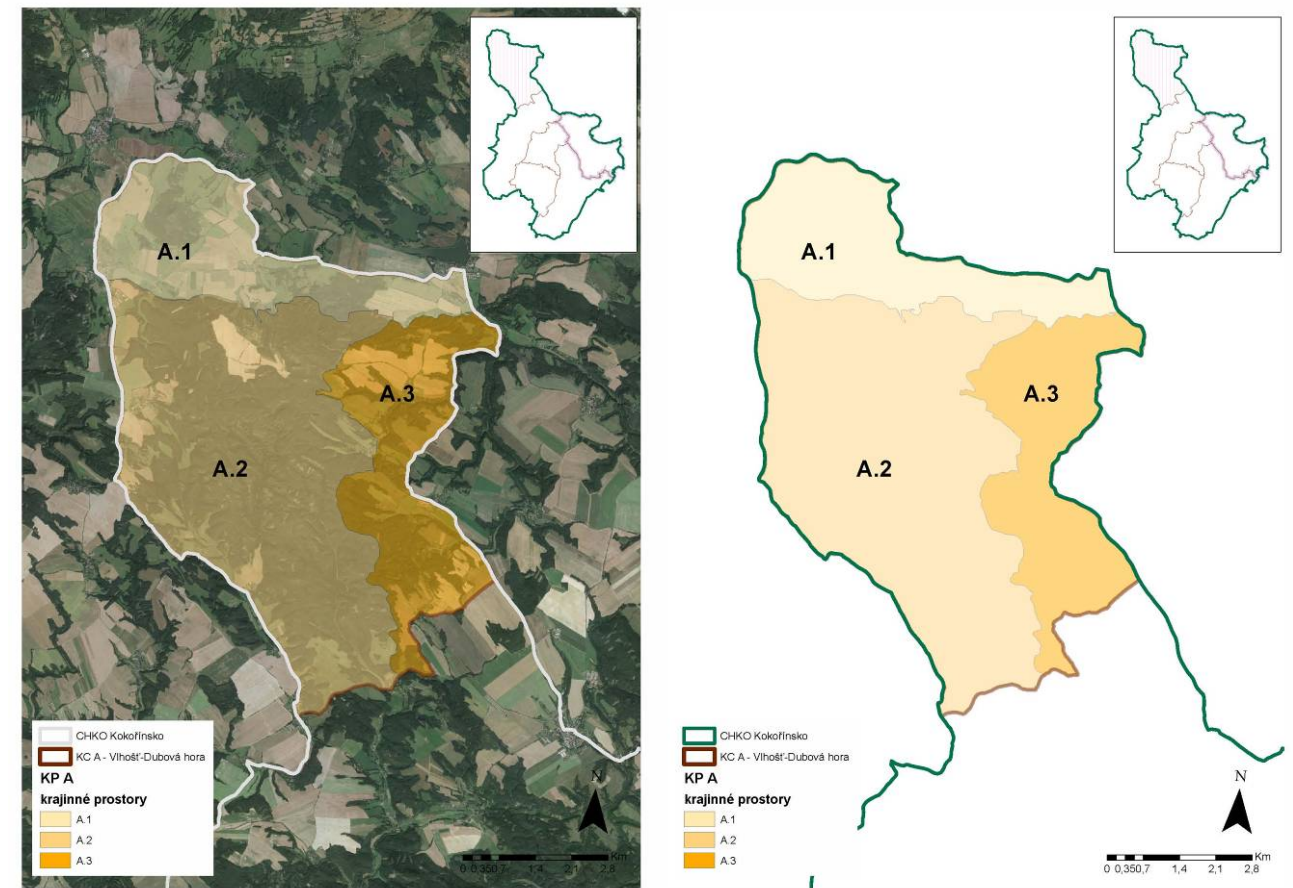 A.1
A.3
A.2
CHKO Kokořínsko
KC A - Vlhošť-Dubová hora
KP A
krajinné prostory
A.1
A.2
A.3
N
Km
0 0,350,7 1,4 2,1 2,8
A.1
A.3
A.2
CHKO Kokořínsko
KC A - Vlhošť-Dubová hora
KP A
krajinné prostory
A.1
A.2
A.3
N
Km
0 0,350,7 1,4 2,1 2,8